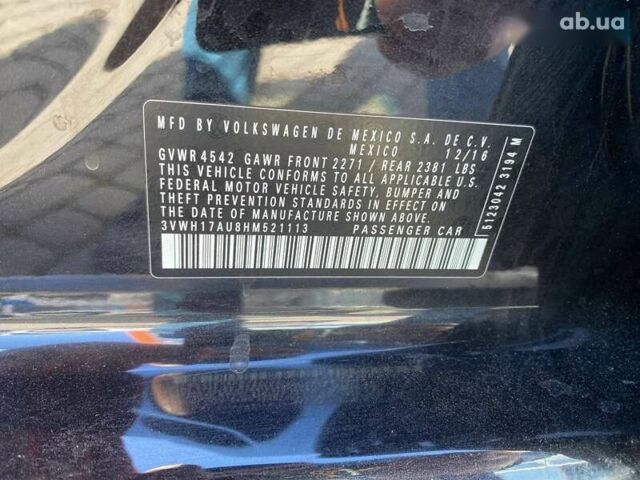 ab.ua
MFD BY VOLKSWAGEN DE MEXICO S.A. DE C.V.
MEXICO 12/16
GVWR 4542 GAWR FRONT 2271 / REAR 2381 LBS
THIS VEHICLE CONFORMS TO ALL APPLICABLE U.S.
FEDERAL MOTOR VEHICLE SAFETY, BUMPER AND
THEFT PREVENTION STANDARDS IN EFFECT ON
THE DATE OF MANUFACTURE SHOWN ABOVE.
3VWH17AU8HM521113 PASSENGER CAR
5123042 3194 M